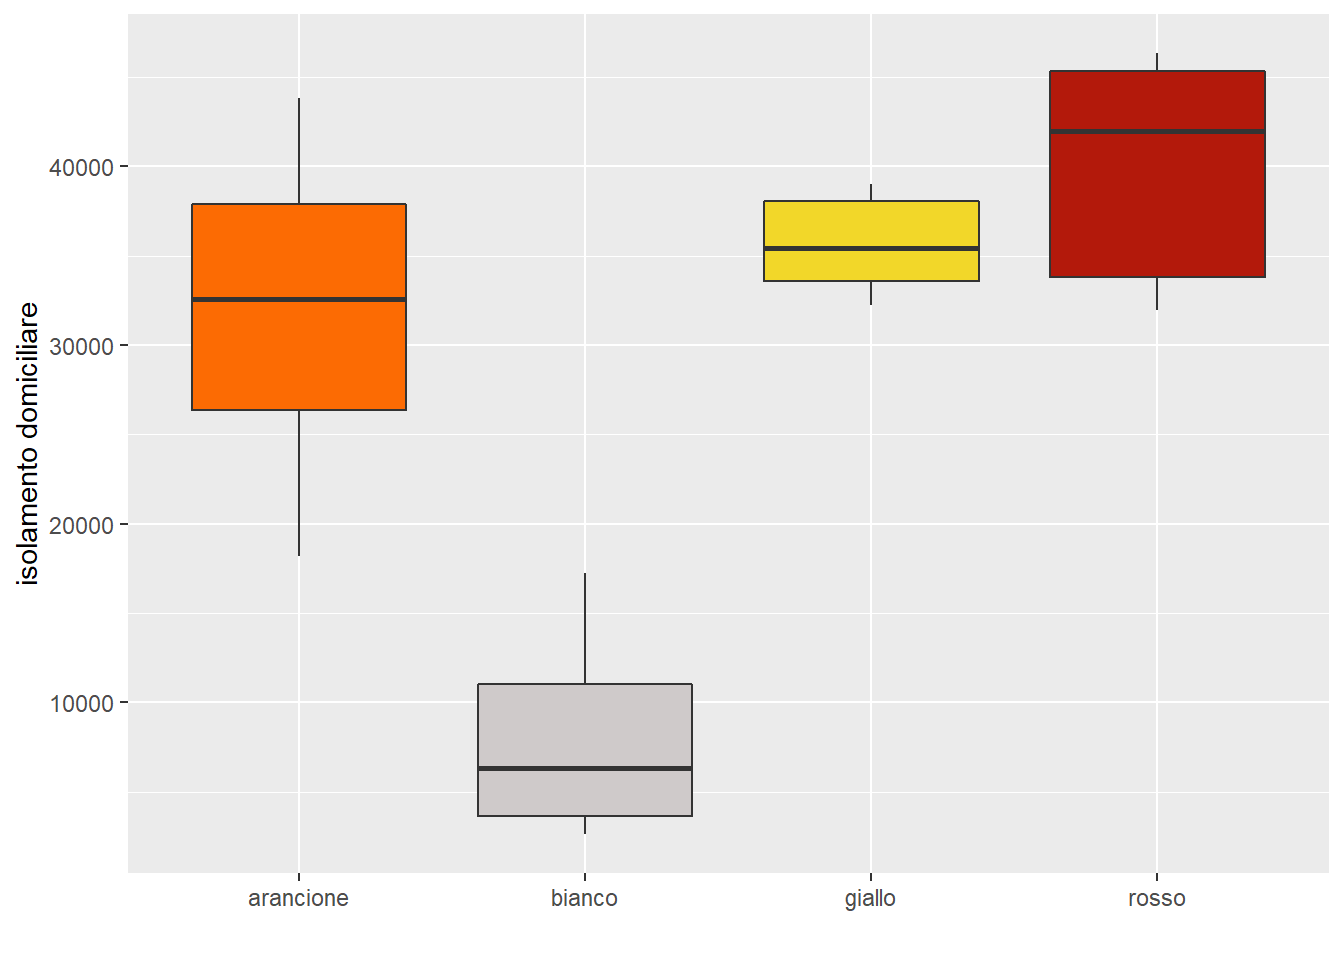 isolamento domiciliare
40000
30000
20000
10000
arancione
bianco
giallo
rosso